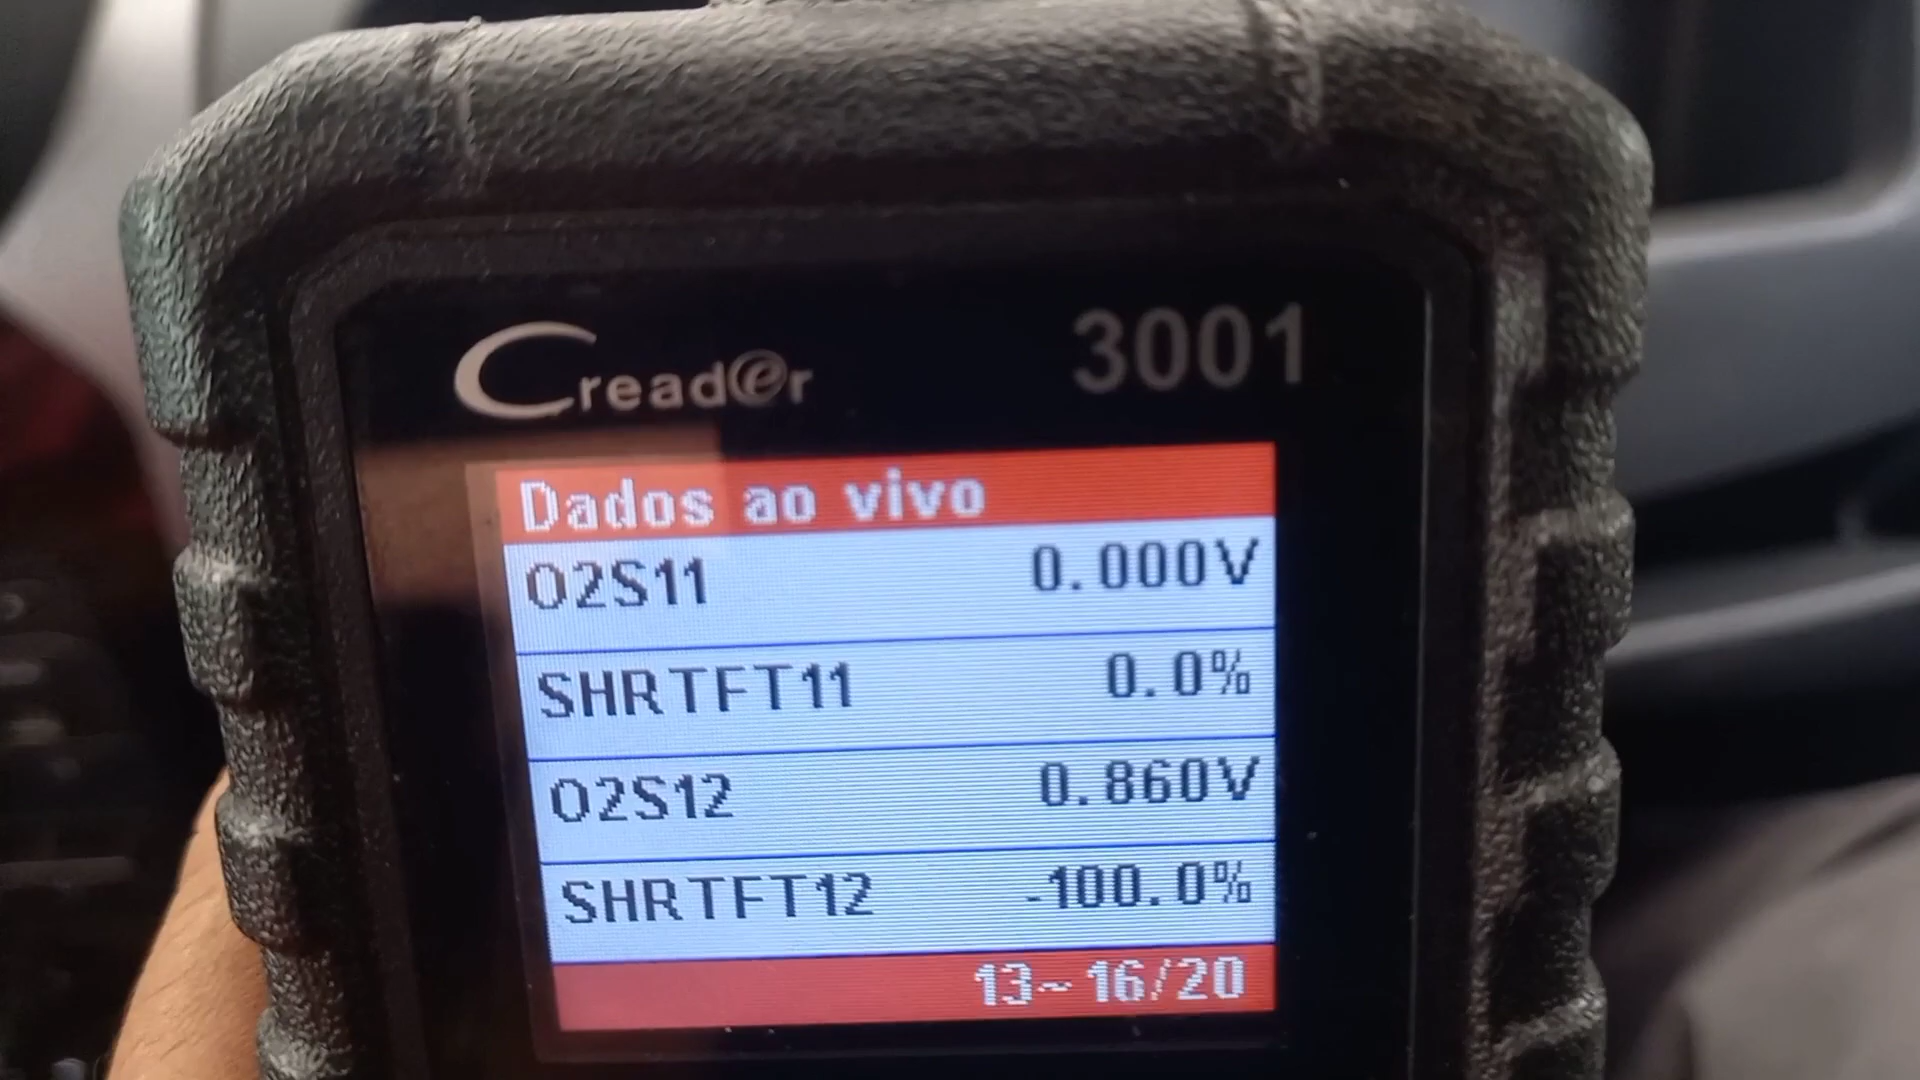 Creader 3001
Dados ao vivo
O2S11 0.000V
SHRTFT11 0.0%
O2S12 0.860V
SHRTFT12 -100.0%
13~16/20